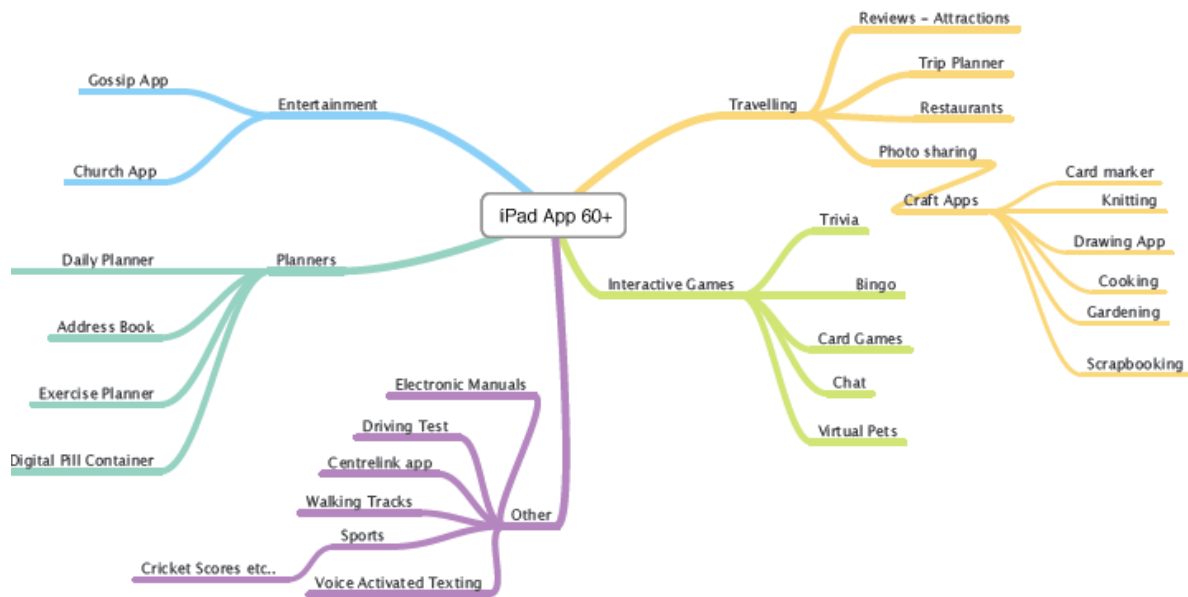 iPad App 60+
Entertainment
Gossip App
Church App
Planners
Daily Planner
Address Book
Exercise Planner
Digital Pill Container
Travelling
Reviews - Attractions
Trip Planner
Restaurants
Photo sharing
Craft Apps
Card marker
Knitting
Drawing App
Cooking
Gardening
Scrapbooking
Interactive Games
Trivia
Bingo
Card Games
Chat
Virtual Pets
Other
Electronic Manuals
Driving Test
Centrelink app
Walking Tracks
Sports
Cricket Scores etc..
Voice Activated Texting